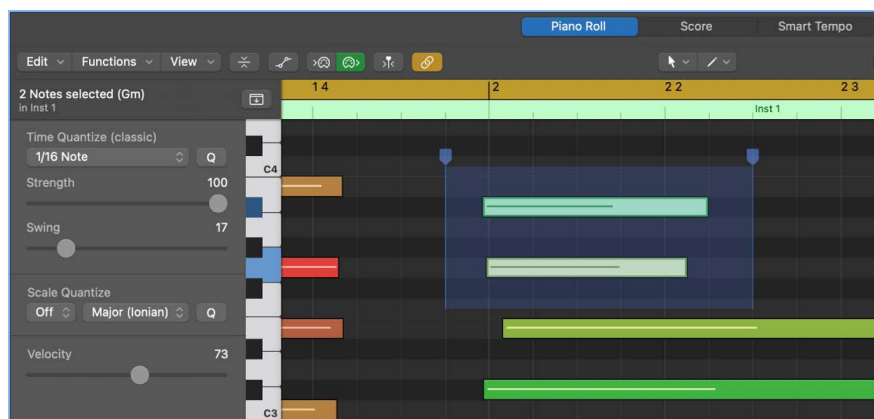 Piano Roll Score Smart Tempo
Edit Functions View
2 Notes selected (Gm)
in Inst 1
1 4 2 2 2 2 3
Inst 1
Time Quantize (classic)
1/16 Note Q
Strength 100
Swing 17
Scale Quantize
Off Major (Ionian) Q
Velocity 73
C4
C3